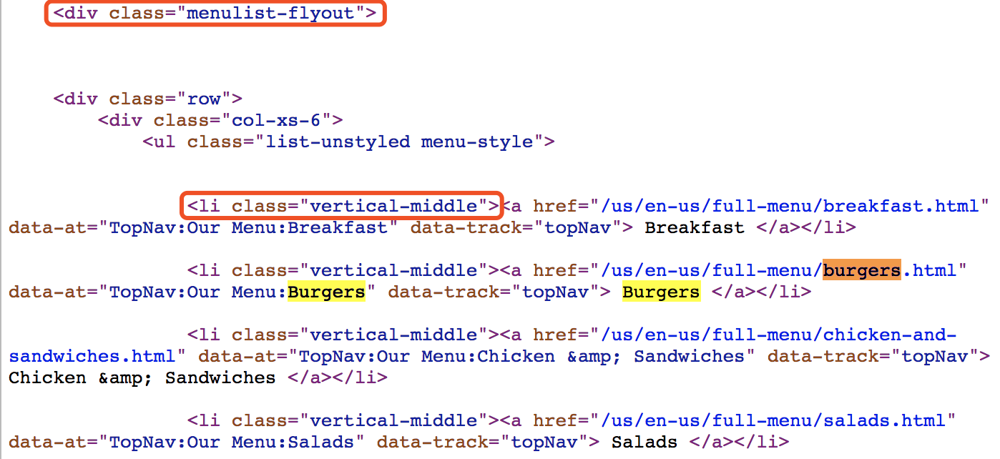 <div class="menulist-flyout">
<div class="row">
<div class="col-xs-6">
<ul class="list-unstyled menu-style">
<li class="vertical-middle"><a href="/us/en-us/full-menu/breakfast.html"
data-at="TopNav:Our Menu:Breakfast" data-track="topNav"> Breakfast </a></li>
<li class="vertical-middle"><a href="/us/en-us/full-menu/burgers.html"
data-at="TopNav:Our Menu:Burgers" data-track="topNav"> Burgers </a></li>
<li class="vertical-middle"><a href="/us/en-us/full-menu/chicken-and-
sandwiches.html" data-at="TopNav:Our Menu:Chicken &amp; Sandwiches" data-track="topNav">
Chicken &amp; Sandwiches </a></li>
<li class="vertical-middle"><a href="/us/en-us/full-menu/salads.html"
data-at="TopNav:Our Menu:Salads" data-track="topNav"> Salads </a></li>